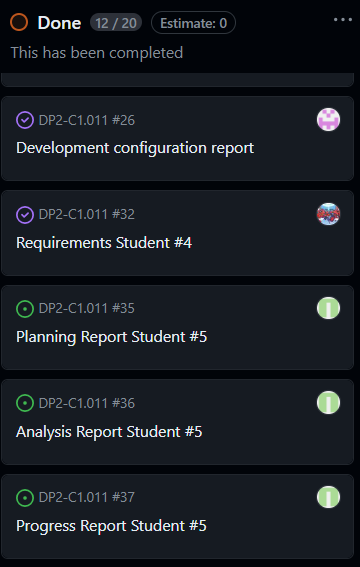 Done 12 / 20 Estimate: 0
This has been completed
DP2-C1.011 #26
Development configuration report
DP2-C1.011 #32
Requirements Student #4
DP2-C1.011 #35
Planning Report Student #5
DP2-C1.011 #36
Analysis Report Student #5
DP2-C1.011 #37
Progress Report Student #5